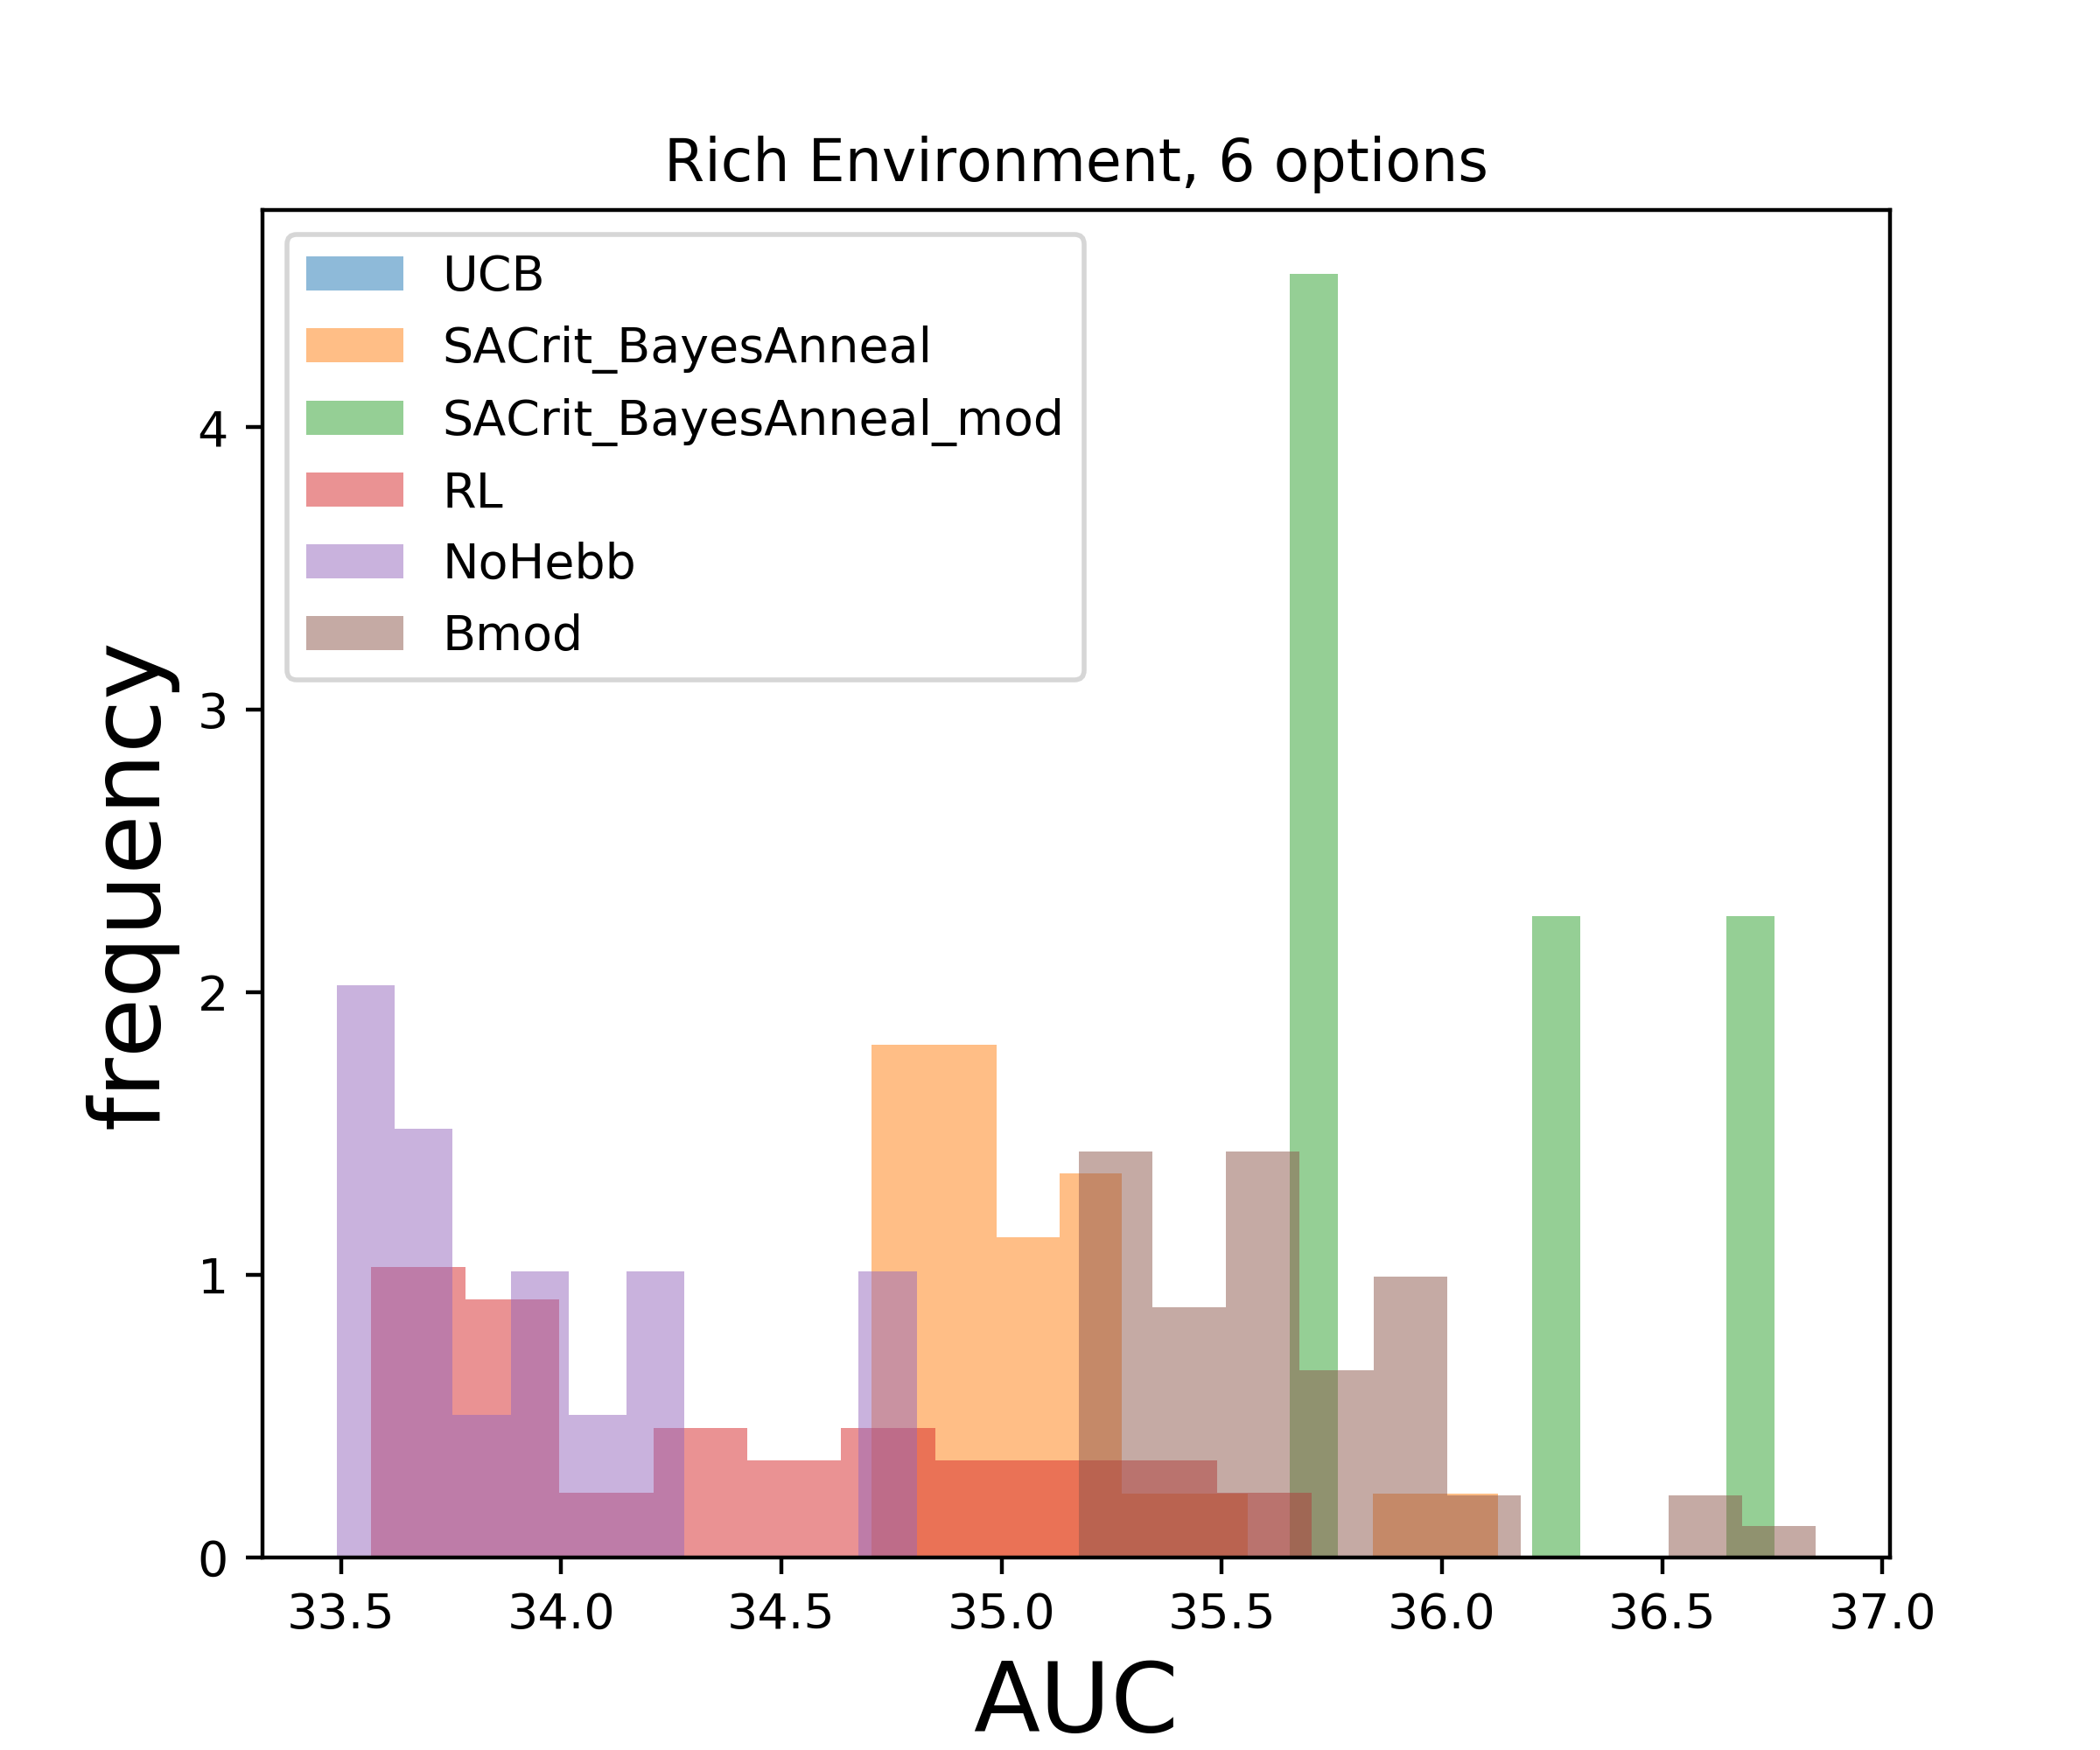 Rich Environment, 6 options
UCB
SACrit_BayesAnneal
SACrit_BayesAnneal_mod
RL
NoHebb
Bmod
frequency
4
3
2
1
0
33.5 34.0 34.5 35.0 35.5 36.0 36.5 37.0
AUC